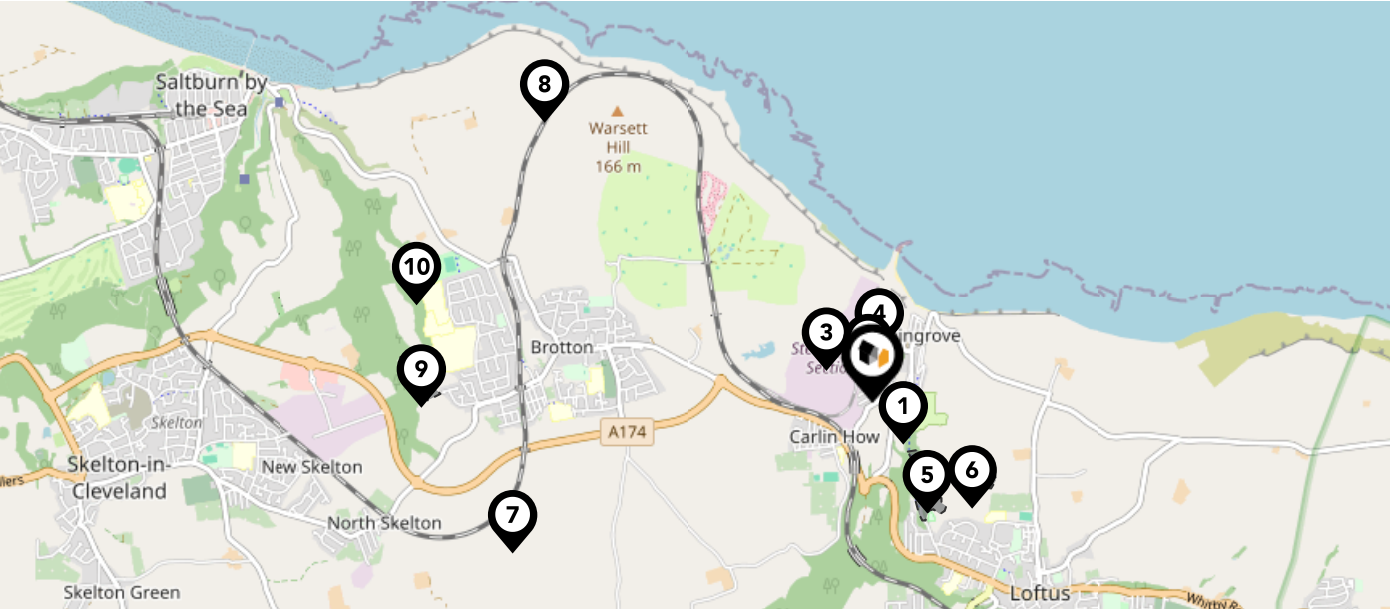 Saltburn by
the Sea
8
Warsett
Hill
166 m
10
4
3
ingrove
Brotton
9
1
Skelton
A174
Carlin How
Skelton-in-
Cleveland
New Skelton
5
6
7
North Skelton
Skelton Green
Loftus